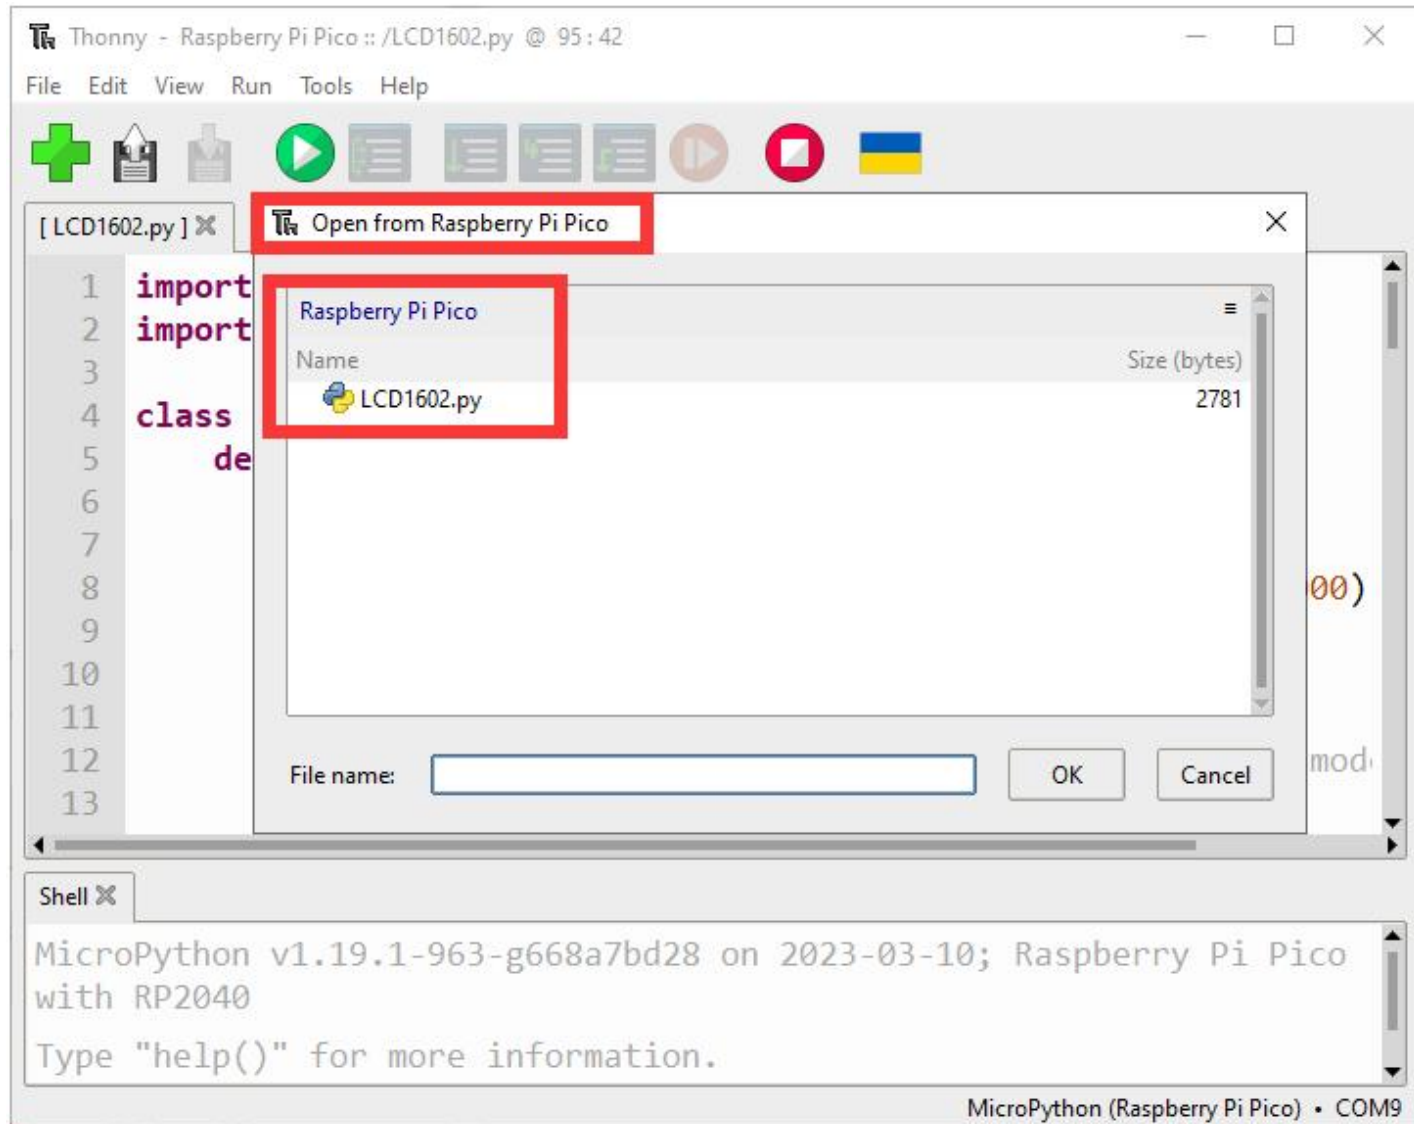 Thonny - Raspberry Pi Pico :: /LCD1602.py @ 95 : 42
File Edit View Run Tools Help
[ LCD1602.py ]
Open from Raspberry Pi Pico
1 import
2 import
3
4 class
5 de
6
7
8 00)
9
10
11
12
13
Raspberry Pi Pico
Name Size (bytes)
LCD1602.py 2781
File name: OK Cancel
Shell
MicroPython v1.19.1-963-g668a7bd28 on 2023-03-10; Raspberry Pi Pico
with RP2040
Type "help()" for more information.
MicroPython (Raspberry Pi Pico) • COM9